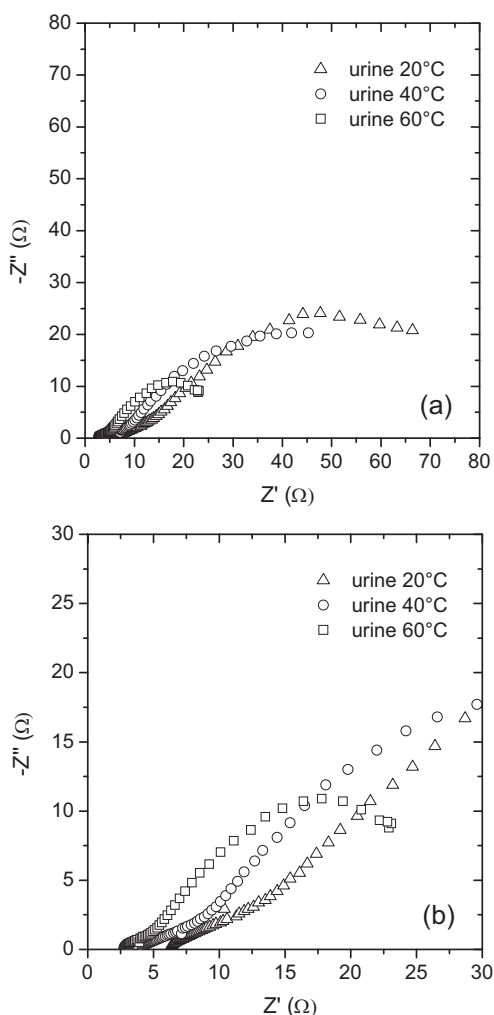 80
70
60
50
40
30
20
10
0
-Z" (Ω)
urine 20°C
urine 40°C
urine 60°C
(a)
0 10 20 30 40 50 60 70 80
Z' (Ω)
30
25
20
15
10
5
0
-Z" (Ω)
urine 20°C
urine 40°C
urine 60°C
(b)
0 5 10 15 20 25 30
Z' (Ω)